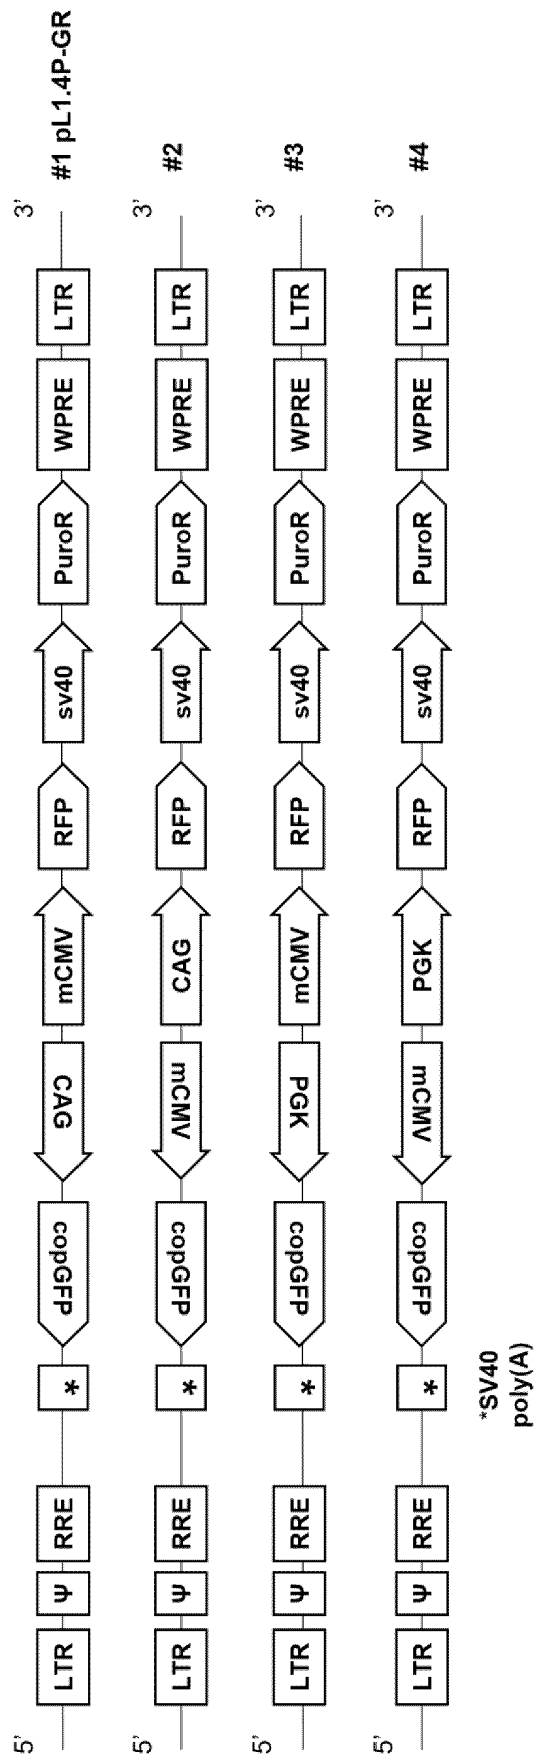 5' LTR Ψ RRE * copGFP CAG mCMV RFP sv40 PuroR WPRE LTR 3' #1 pL1.4P-GR
5' LTR Ψ RRE * copGFP mCMV CAG RFP sv40 PuroR WPRE LTR 3' #2
5' LTR Ψ RRE * copGFP PGK mCMV RFP sv40 PuroR WPRE LTR 3' #3
5' LTR Ψ RRE * copGFP mCMV PGK RFP sv40 PuroR WPRE LTR 3' #4
*SV40
poly(A)